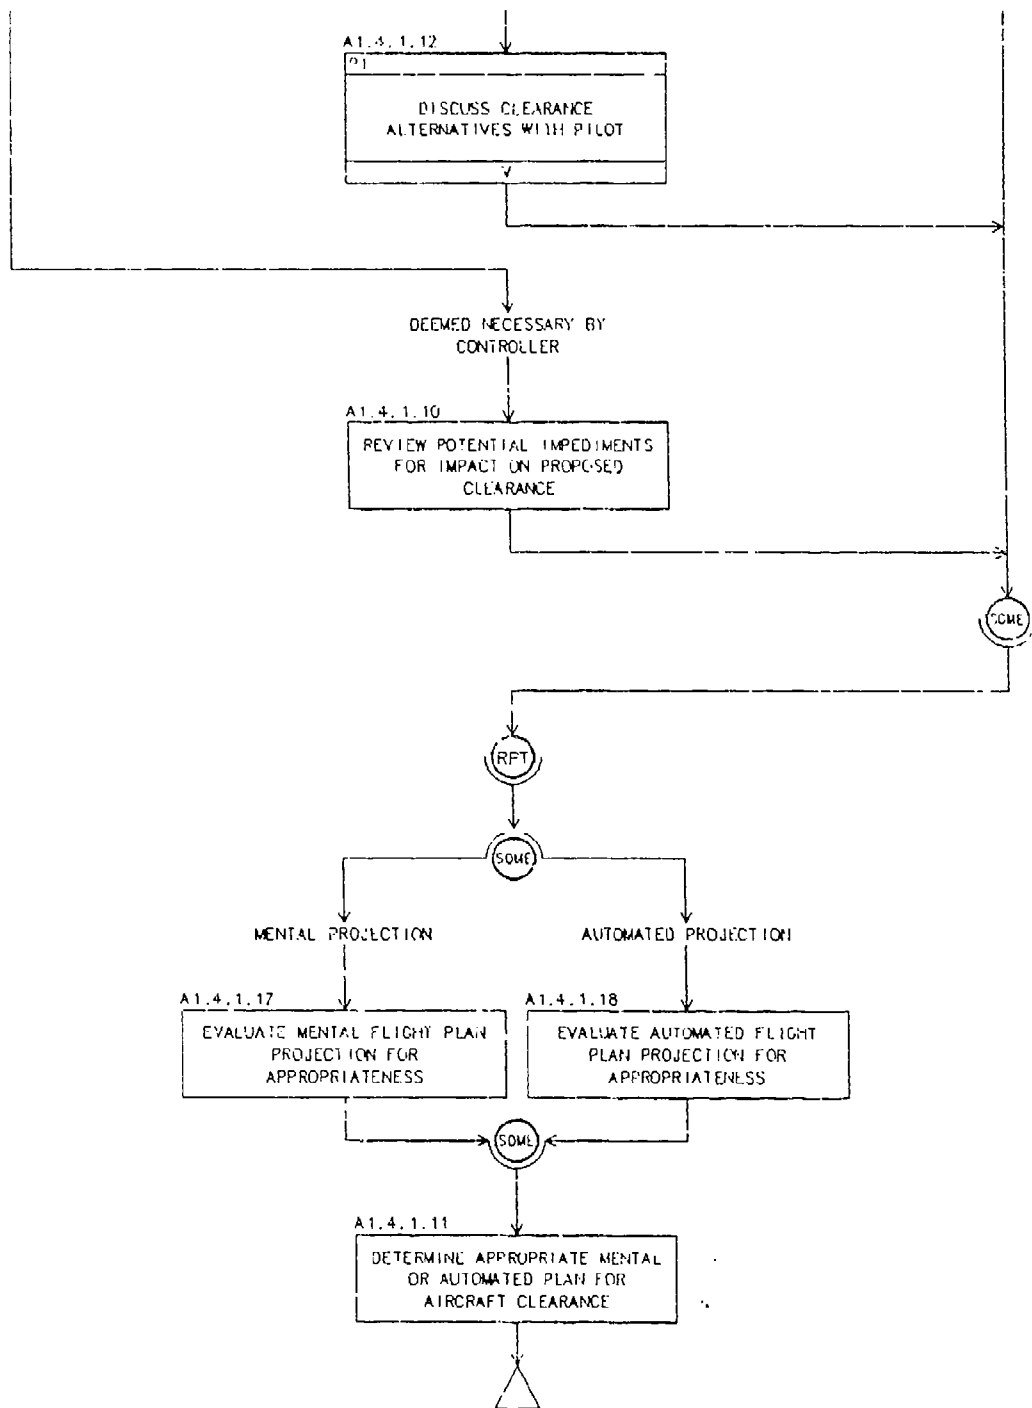 A1.4.1.12
DISCUSS CLEARANCE
ALTERNATIVES WITH PILOT
V
DEEMED NECESSARY BY
CONTROLLER
A1.4.1.10
REVIEW POTENTIAL IMPEDIMENTS
FOR IMPACT ON PROPOSED
CLEARANCE
SOME
RPT
SOME
MENTAL PROJECTION
AUTOMATED PROJECTION
A1.4.1.17
EVALUATE MENTAL FLIGHT PLAN
PROJECTION FOR
APPROPRIATENESS
A1.4.1.18
EVALUATE AUTOMATED FLIGHT
PLAN PROJECTION FOR
APPROPRIATENESS
SOME
A1.4.1.11
DETERMINE APPROPRIATE MENTAL
OR AUTOMATED PLAN FOR
AIRCRAFT CLEARANCE